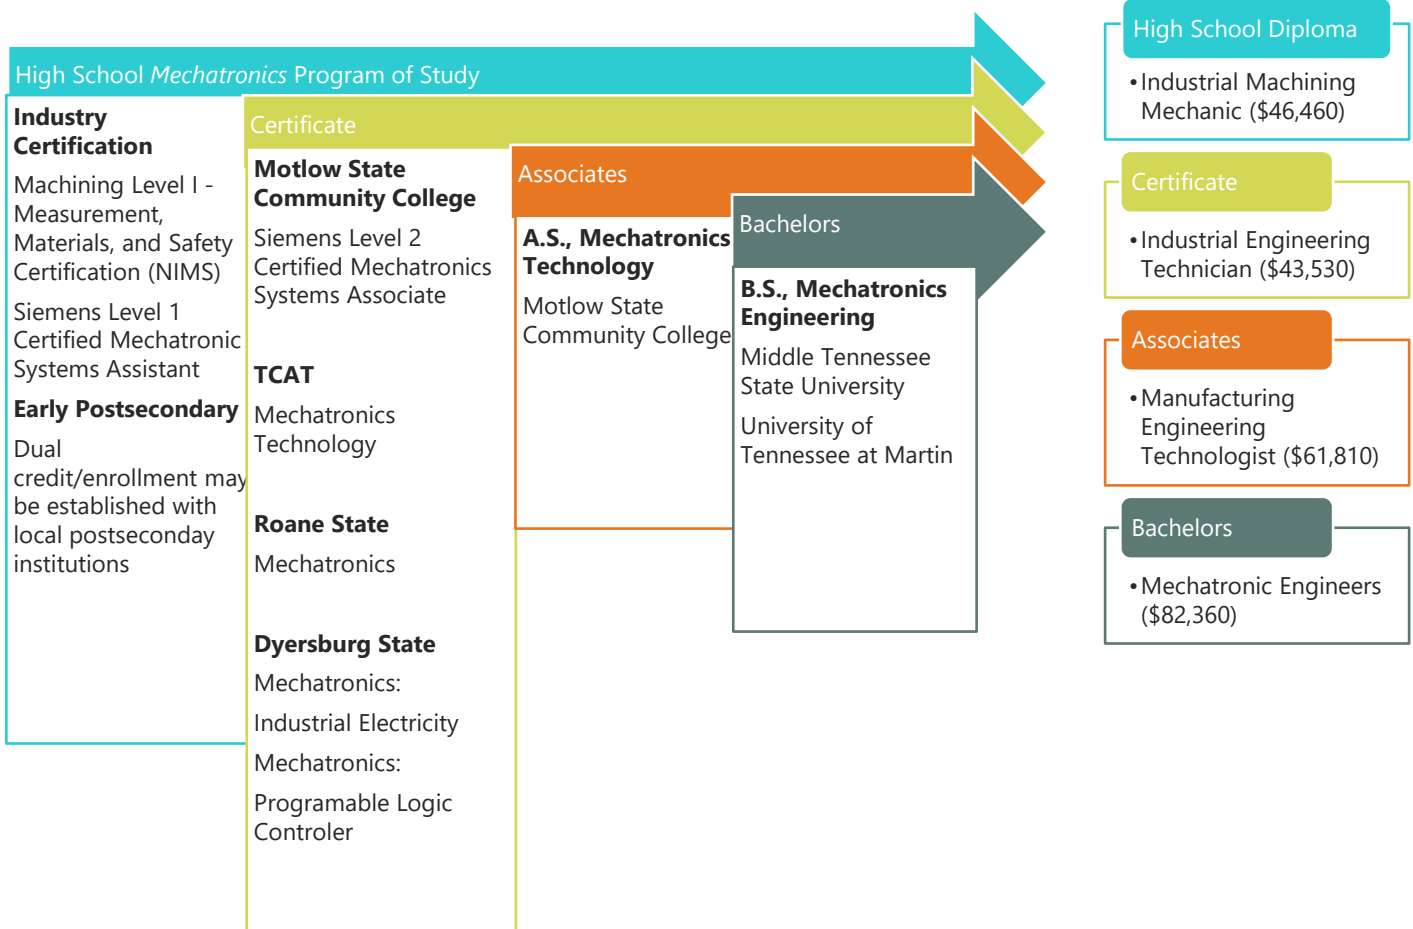 High School Mechatronics Program of Study
Industry
Certification
Machining Level I -
Measurement,
Materials, and Safety
Certification (NIMS)
Siemens Level 1
Certified Mechatronic
Systems Assistant
Early Postsecondary
Dual
credit/enrollment may
be established with
local postseconday
institutions
Certificate
Motlow State
Community College
Siemens Level 2
Certified Mechatronics
Systems Associate
TCAT
Mechatronics
Technology
Roane State
Mechatronics
Dyersburg State
Mechatronics:
Industrial Electricity
Mechatronics:
Programable Logic
Controler
Associates
A.S., Mechatronics
Technology
Motlow State
Community College
Bachelors
B.S., Mechatronics
Engineering
Middle Tennessee
State University
University of
Tennessee at Martin
High School Diploma
•Industrial Machining
Mechanic ($46,460)
Certificate
•Industrial Engineering
Technician ($43,530)
Associates
•Manufacturing
Engineering
Technologist ($61,810)
Bachelors
•Mechatronic Engineers
($82,360)